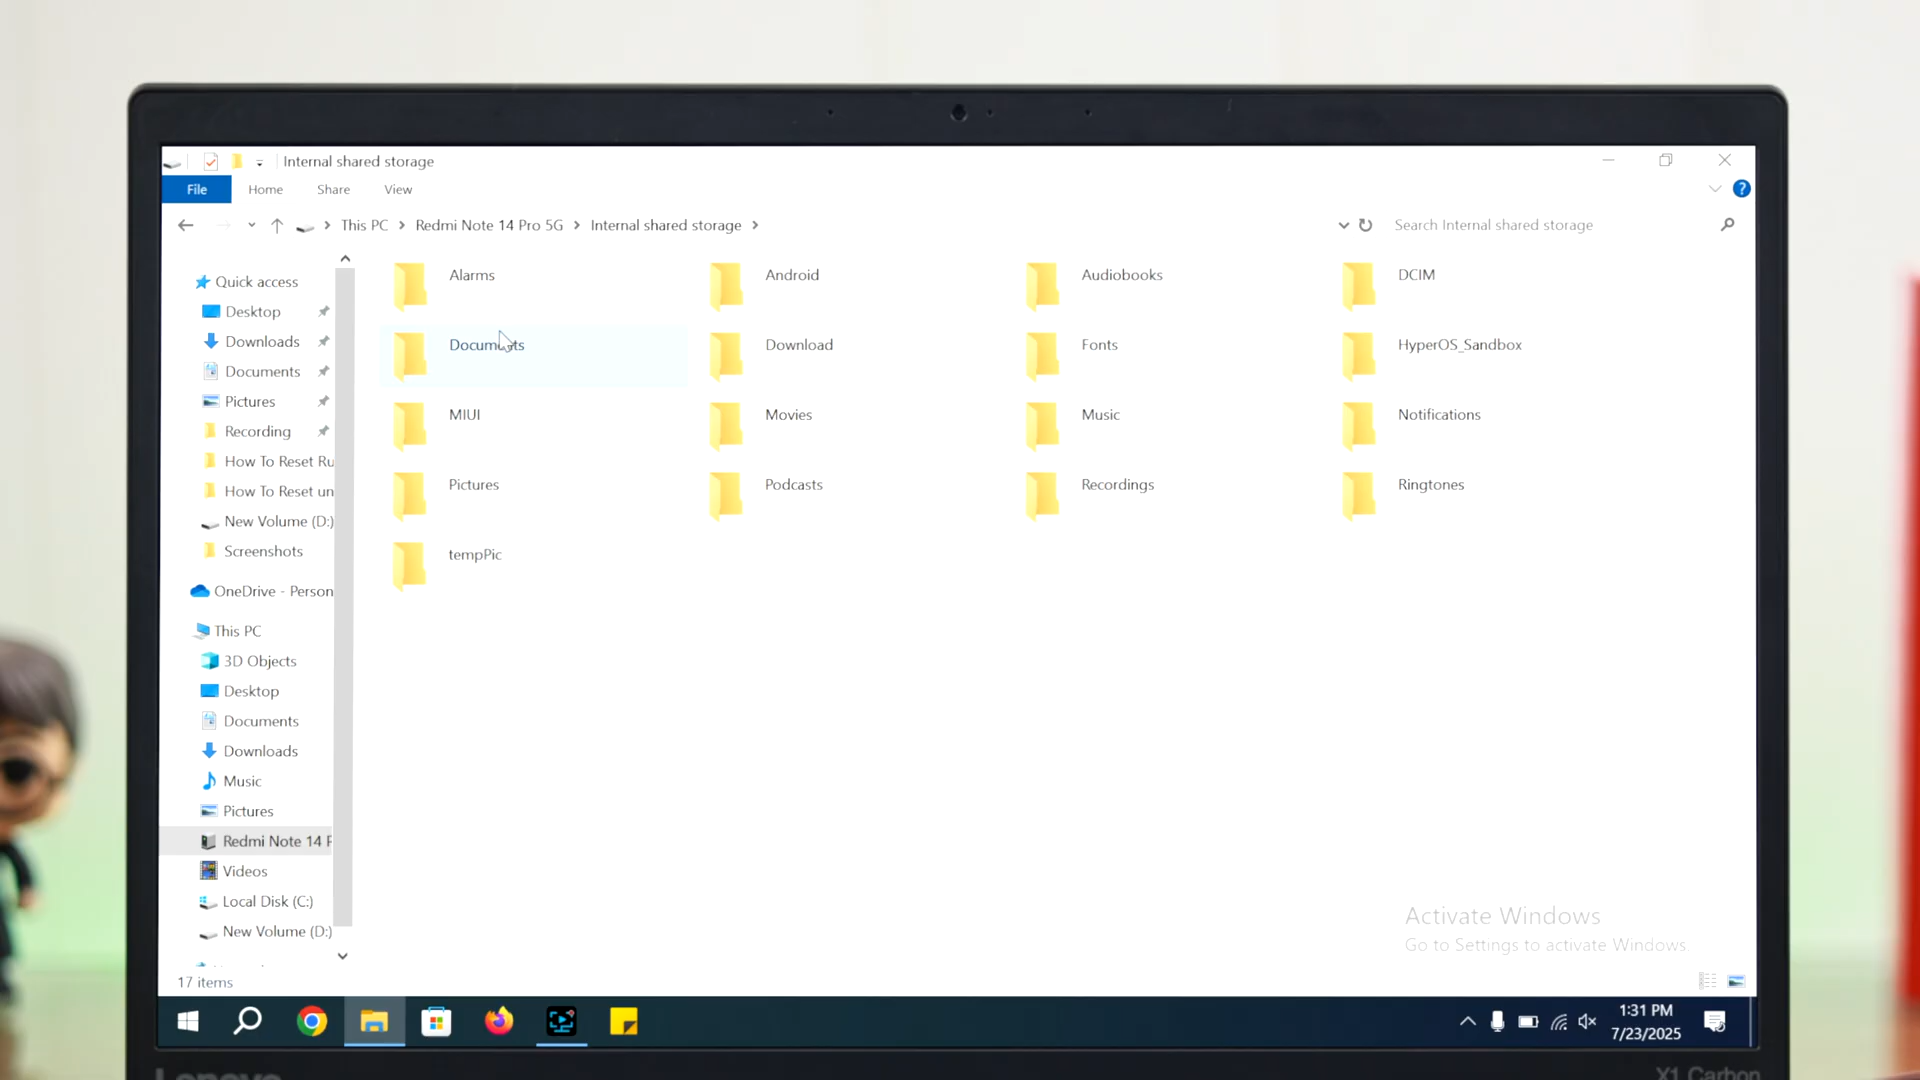 Internal shared storage
File Home Share View
This PC Redmi Note 14 Pro 5G Internal shared storage
Search Internal shared storage
Quick access
Desktop
Downloads
Documents
Pictures
Recording
How To Reset Ru
How To Reset un
New Volume (D:)
Screenshots
OneDrive - Person
This PC
3D Objects
Desktop
Documents
Downloads
Music
Pictures
Redmi Note 14 P
Videos
Local Disk (C:)
New Volume (D:)
Alarms Android Audiobooks DCIM
Documents Download Fonts HyperOS_Sandbox
MIUI Movies Music Notifications
Pictures Podcasts Recordings Ringtones
tempPic
Activate Windows
Go to Settings to activate Windows.
17 items
1:31 PM
7/23/2025
Lenovo
X1 Carbon